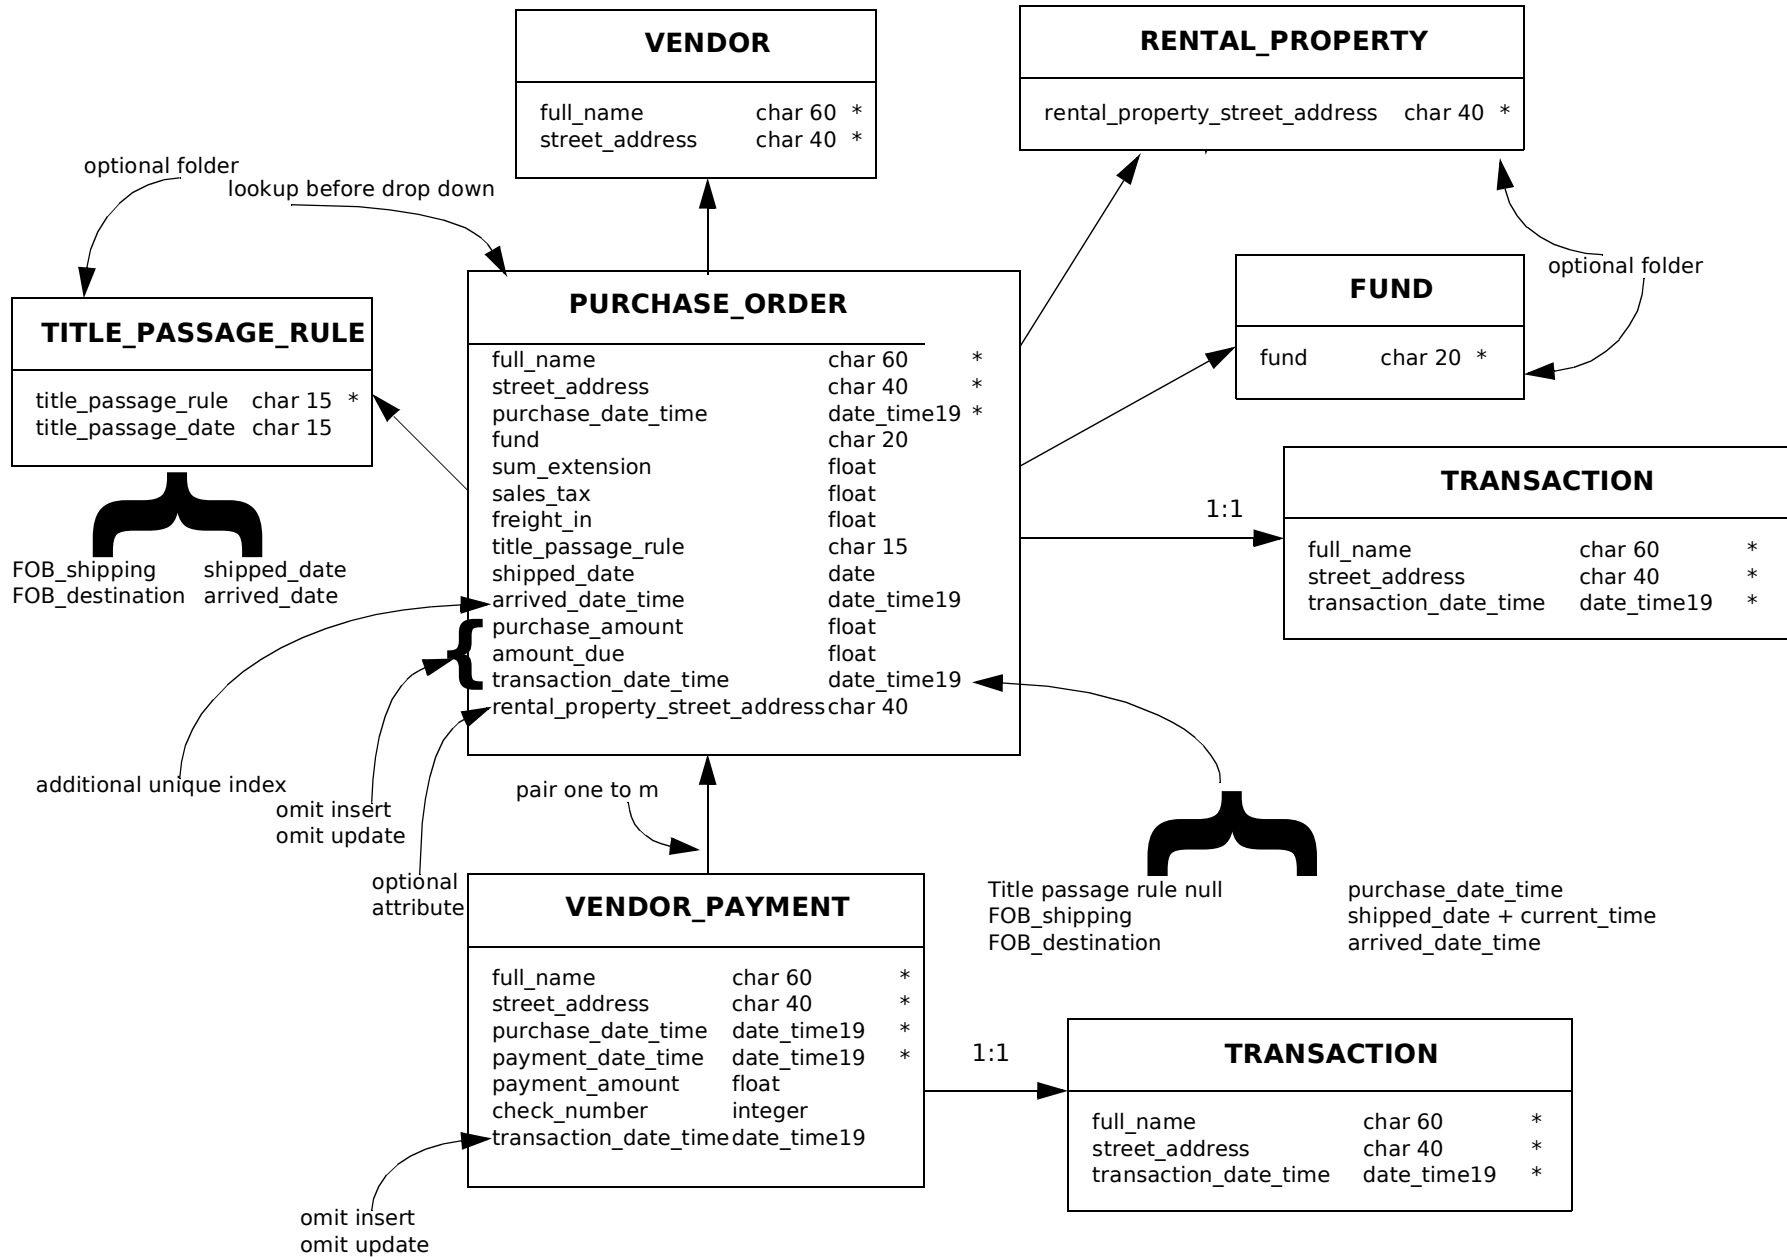 VENDOR
full_name char 60 *
street_address char 40 *
RENTAL_PROPERTY
rental_property_street_address char 40 *
optional folder
lookup before drop down
optional folder
FUND
fund char 20 *
TITLE_PASSAGE_RULE
title_passage_rule char 15 *
title_passage_date char 15
FOB_shipping shipped_date
FOB_destination arrived_date
PURCHASE_ORDER
full_name char 60 *
street_address char 40 *
purchase_date_time date_time19 *
fund char 20
sum_extension float
sales_tax float
freight_in float
title_passage_rule char 15
shipped_date date
arrived_date_time date_time19
purchase_amount float
amount_due float
transaction_date_time date_time19
rental_property_street_address char 40
1:1
TRANSACTION
full_name char 60 *
street_address char 40 *
transaction_date_time date_time19 *
additional unique index
omit insert
omit update
optional
attribute
pair one to m
Title passage rule null purchase_date_time
FOB_shipping shipped_date + current_time
FOB_destination arrived_date_time
VENDOR_PAYMENT
full_name char 60 *
street_address char 40 *
purchase_date_time date_time19 *
payment_date_time date_time19 *
payment_amount float
check_number integer
transaction_date_time date_time19
omit insert
omit update
1:1
TRANSACTION
full_name char 60 *
street_address char 40 *
transaction_date_time date_time19 *